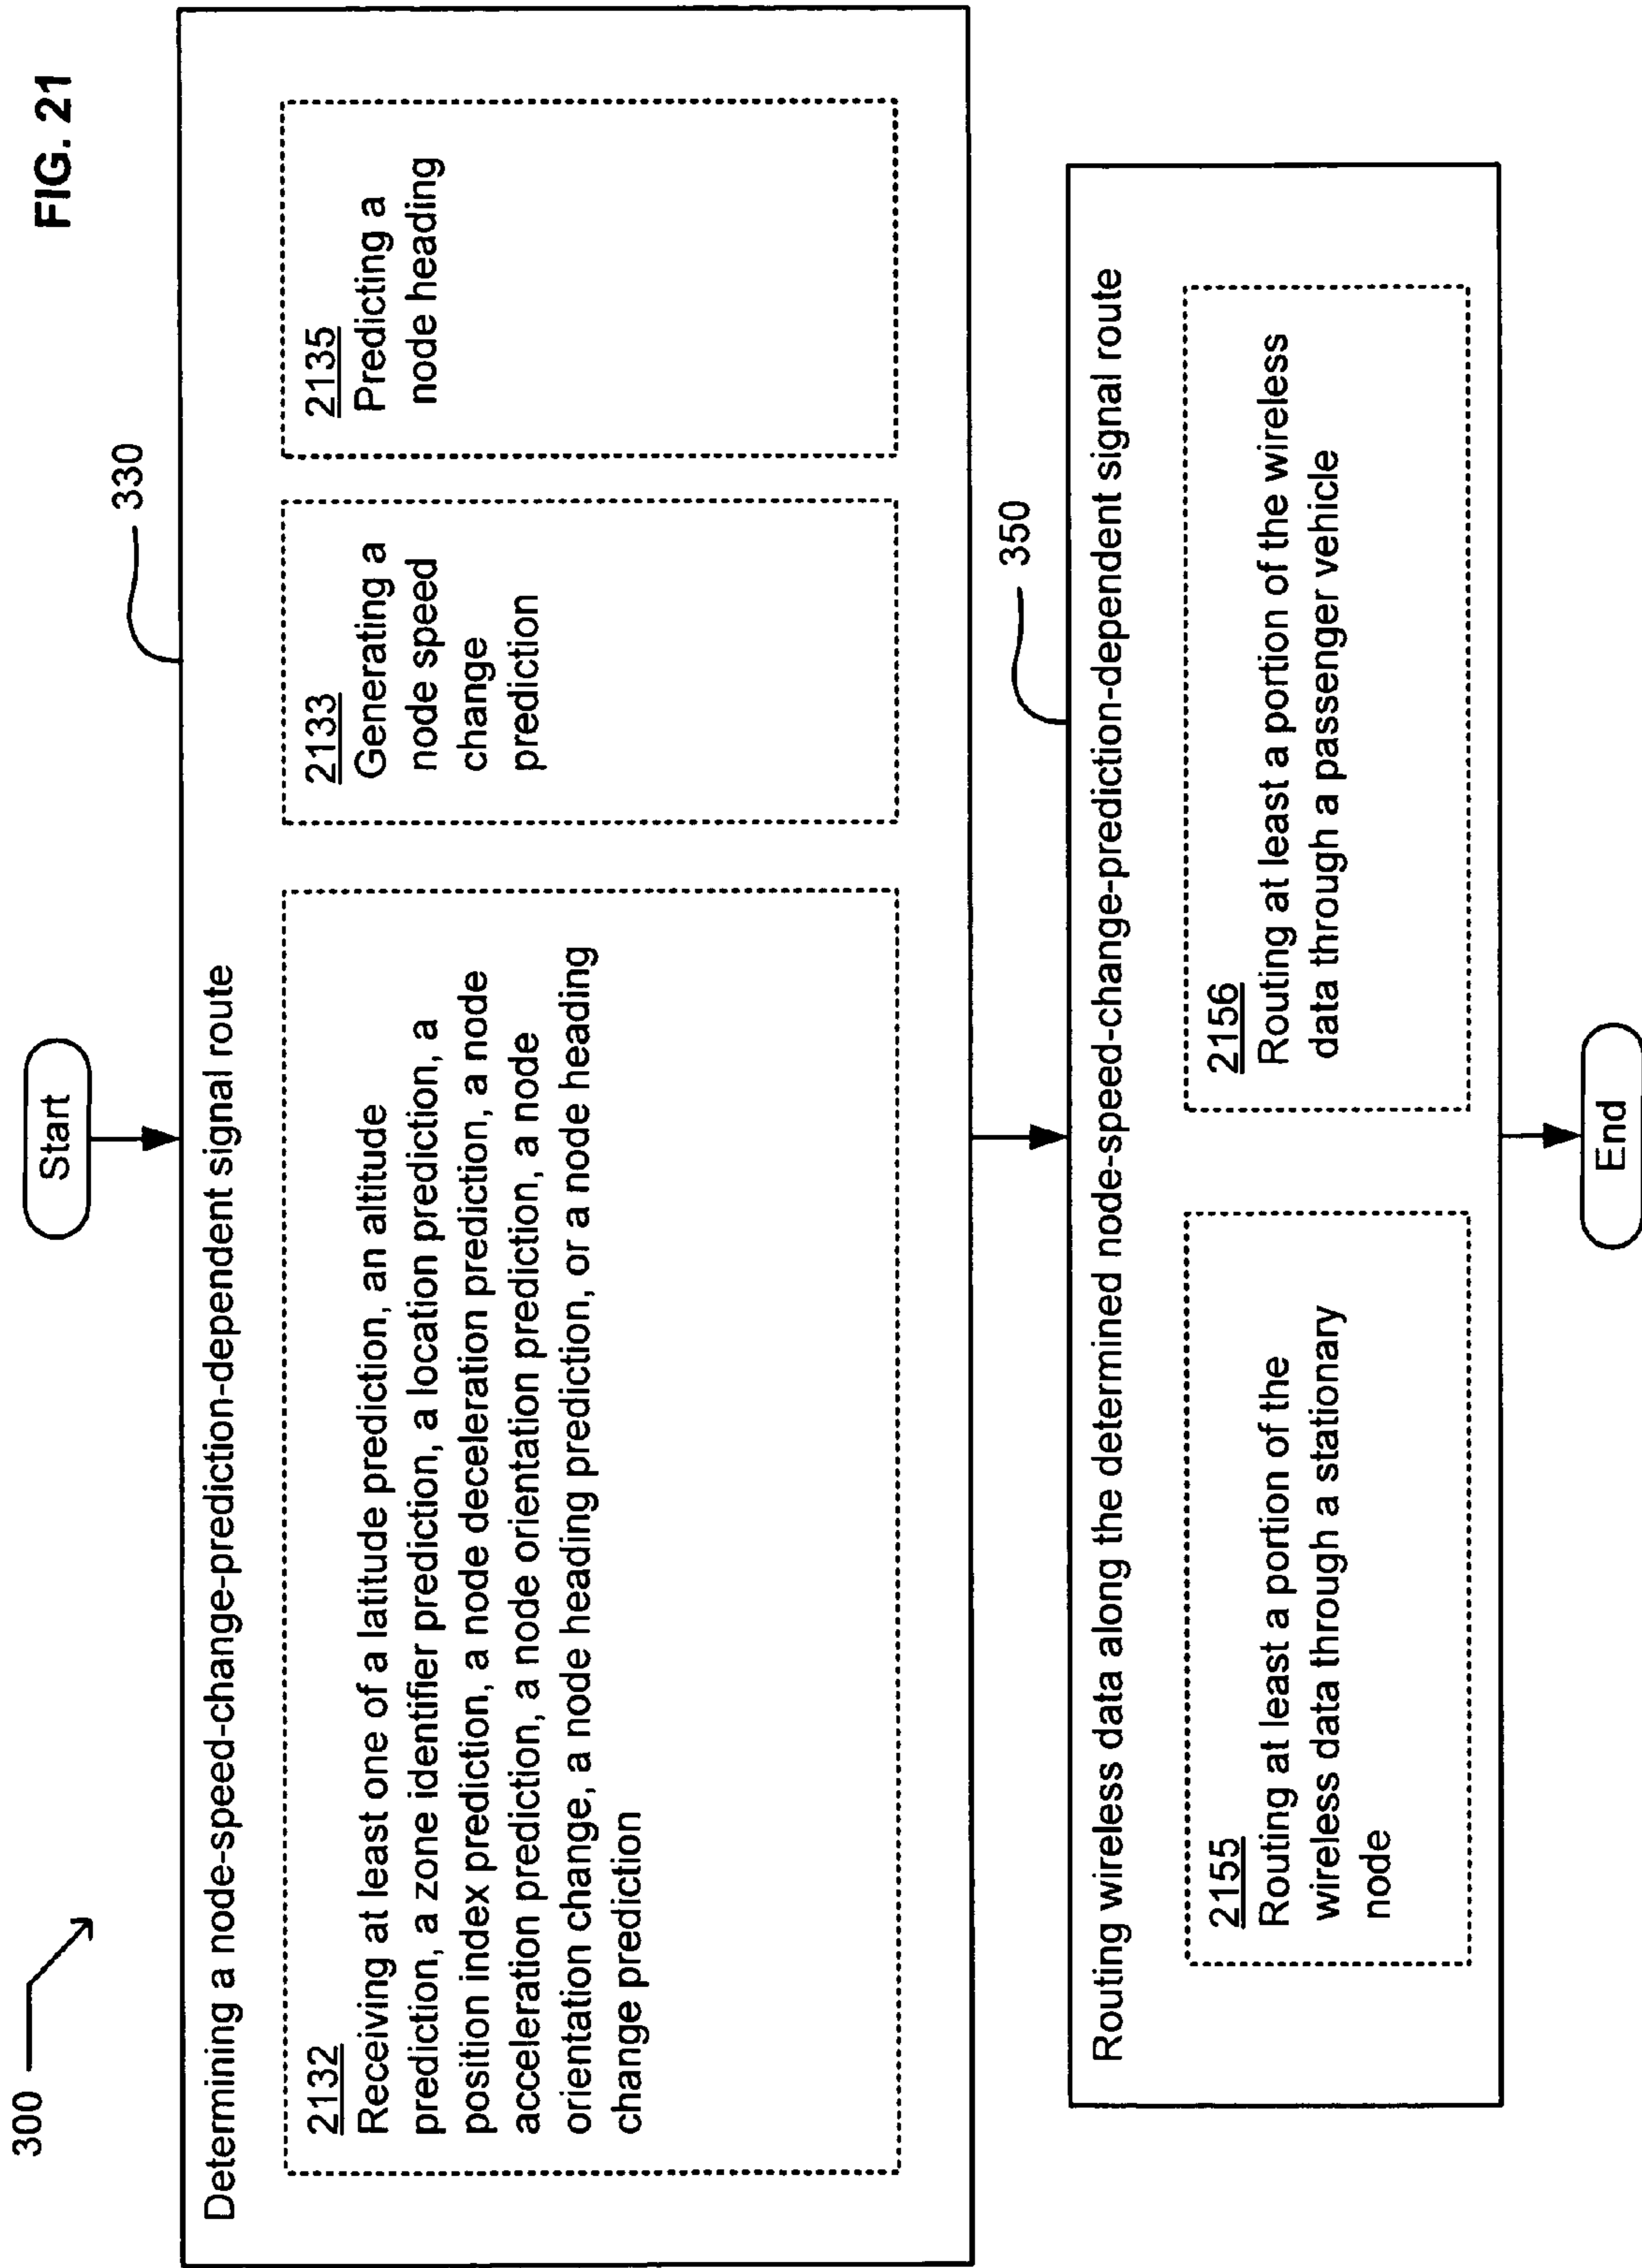 FIG. 21
300
Start
330
Determining a node-speed-change-prediction-dependent signal route
2132
Receiving at least one of a latitude prediction, an altitude
prediction, a zone identifier prediction, a location prediction, a
position index prediction, a node deceleration prediction, a node
acceleration prediction, a node orientation prediction, a node
orientation change, a node heading prediction, or a node heading
change prediction
2133
Generating a
node speed
change
prediction
2135
Predicting a
node heading
350
Routing wireless data along the determined node-speed-change-prediction-dependent signal route
2155
Routing at least a portion of the
wireless data through a stationary
node
2156
Routing at least a portion of the wireless
data through a passenger vehicle
End